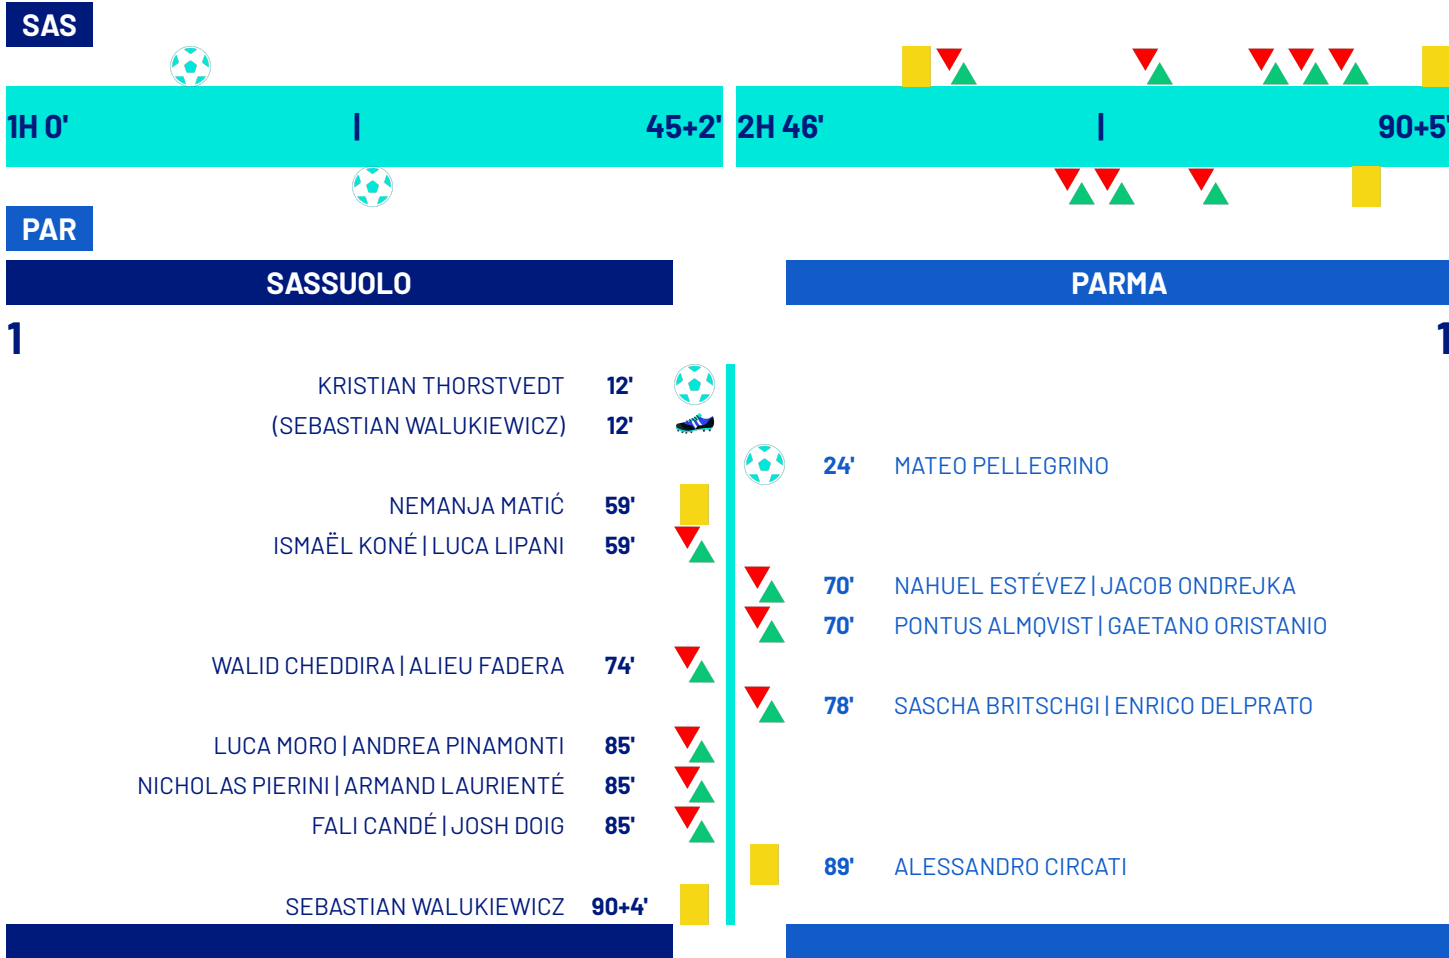 SAS
1H 0' | 45+2' 2H 46' | 90+5'
PAR
SASSUOLO PARMA
1 1
KRISTIAN THORSTVEDT 12'
(SEBASTIAN WALUKIEWICZ) 12'
24' MATEO PELLEGRINO
NEMANJA MATIĆ 59'
ISMAËL KONÉ | LUCA LIPANI 59'
70' NAHUEL ESTÉVEZ | JACOB ONDREJKA
70' PONTUS ALMQVIST | GAETANO ORISTANIO
WALID CHEDDIRA | ALIEU FADERA 74'
78' SASCHA BRITSCHGI | ENRICO DELPRATO
LUCA MORO | ANDREA PINAMONTI 85'
NICHOLAS PIERINI | ARMAND LAURIENTÉ 85'
FALI CANDÉ | JOSH DOIG 85'
89' ALESSANDRO CIRCATI
SEBASTIAN WALUKIEWICZ 90+4'